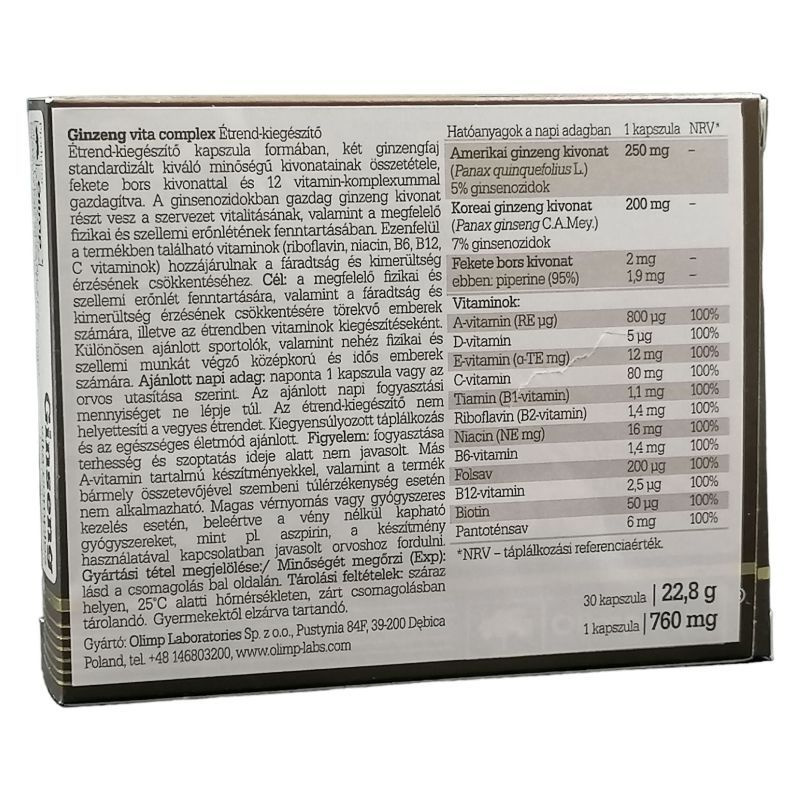 Ginzeng vita complex Étrend-kiegészítő
Étrend-kiegészítő kapszula formában, két ginzengfaj
standardizált kiváló minőségű kivonatainak összetétele,
fekete bors kivonattal és 12 vitamin-komplexummal
gazdagítva. A ginsenozidokban gazdag ginzeng kivonat
részt vesz a szervezet vitalitásának, valamint a megfelelő
fizikai és szellemi erőnlétének fenntartásában. Ezenfelül
a termékben található vitaminok (riboflavin, niacin, B6, B12,
C vitaminok) hozzájárulnak a fáradtság és kimerültség
érzésének csökkentéséhez. Cél: a megfelelő fizikai és
szellemi erőnlét fenntartására, valamint a fáradtság és
kimerültség érzésének csökkentésére törekvő emberek
számára, illetve az étrendben vitaminok kiegészítéseként.
Különösen ajánlott sportolók, valamint nehéz fizikai és
szellemi munkát végző középkorú és idős emberek
számára. Ajánlott napi adag: naponta 1 kapszula vagy az
orvos utasítása szerint. Az ajánlott napi fogyasztási
mennyiséget ne lépje túl. Az étrend-kiegészítő nem
helyettesíti a vegyes étrendet. Kiegyensúlyozott táplálkozás
és az egészséges életmód ajánlott. Figyelem: fogyasztása
terhesség és szoptatás ideje alatt nem javasolt. Más
A-vitamin tartalmú készítményekkel, valamint a termék
bármely összetevőjével szembeni túlérzékenység esetén
nem alkalmazható. Magas vérnyomás vagy gyógyszeres
kezelés esetén, beleértve a vény nélkül kapható
gyógyszereket, mint pl. aszpirin, a készítmény
használatával kapcsolatban javasolt orvoshoz fordulni.
Gyártási tétel megjelölése:/ Minőségét megőrzi (Exp):
lásd a csomagolás bal oldalán. Tárolási feltételek: száraz
helyen, 25°C alatti hőmérsékleten, zárt csomagolásban
tárolandó. Gyermekektől elzárva tartandó.
Gyártó: Olimp Laboratories Sp. z o.o., Pustynia 84F, 39-200 Dębica
Poland, tel. +48 146803200, www.olimp-labs.com
Hatóanyagok a napi adagban 1 kapszula NRV*
Amerikai ginzeng kivonat 250 mg –
(Panax quinquefolius L.)
5% ginsenozidok
Koreai ginzeng kivonat 200 mg –
(Panax ginseng C.A.Mey.)
7% ginsenozidok
Fekete bors kivonat 2 mg –
ebben: piperine (95%) 1,9 mg –
Vitaminok:
A-vitamin (RE µg) 800 µg 100%
D-vitamin 5 µg 100%
E-vitamin (α-TE mg) 12 mg 100%
C-vitamin 80 mg 100%
Tiamin (B1-vitamin) 1,1 mg 100%
Riboflavin (B2-vitamin) 1,4 mg 100%
Niacin (NE mg) 16 mg 100%
B6-vitamin 1,4 mg 100%
Folsav 200 µg 100%
B12-vitamin 2,5 µg 100%
Biotin 50 µg 100%
Pantoténsav 6 mg 100%
*NRV – táplálkozási referenciaérték.
30 kapszula | 22,8 g
1 kapszula | 760 mg
Ginseng